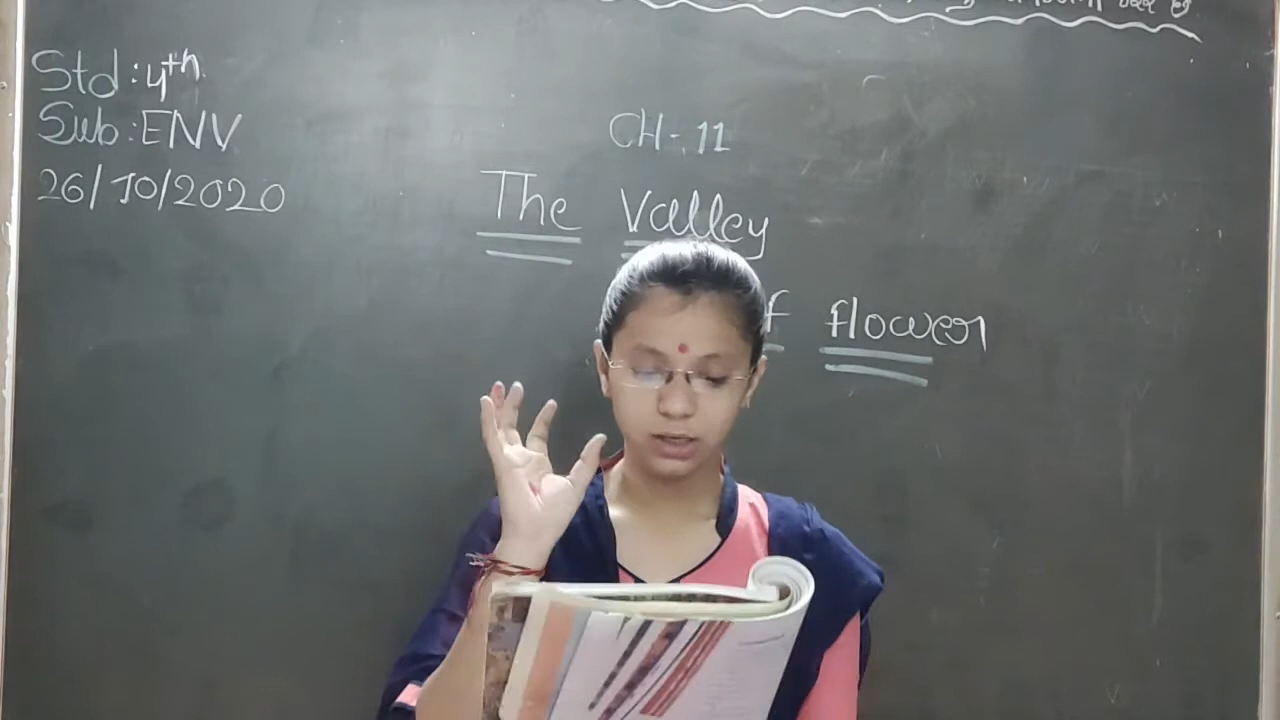 Std : 4th
Sub : ENV
26/10/2020
CH - 11
The Valley
f flower